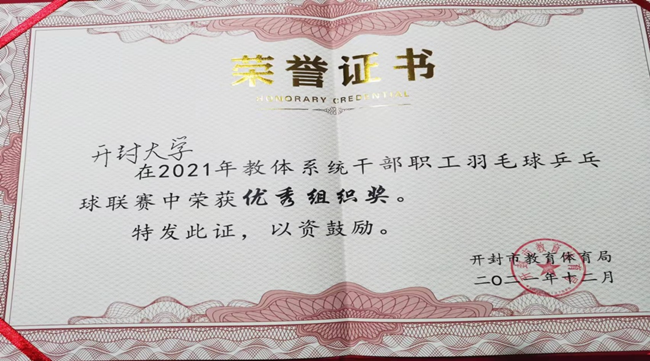 荣誉证书
HONORARY CREDENTIAL
开封大学
在2021年教体系统干部职工羽毛球乒乓
球联赛中荣获优秀组织奖。
特发此证，以资鼓励。
开封市教育体育局
二〇二一年十二月